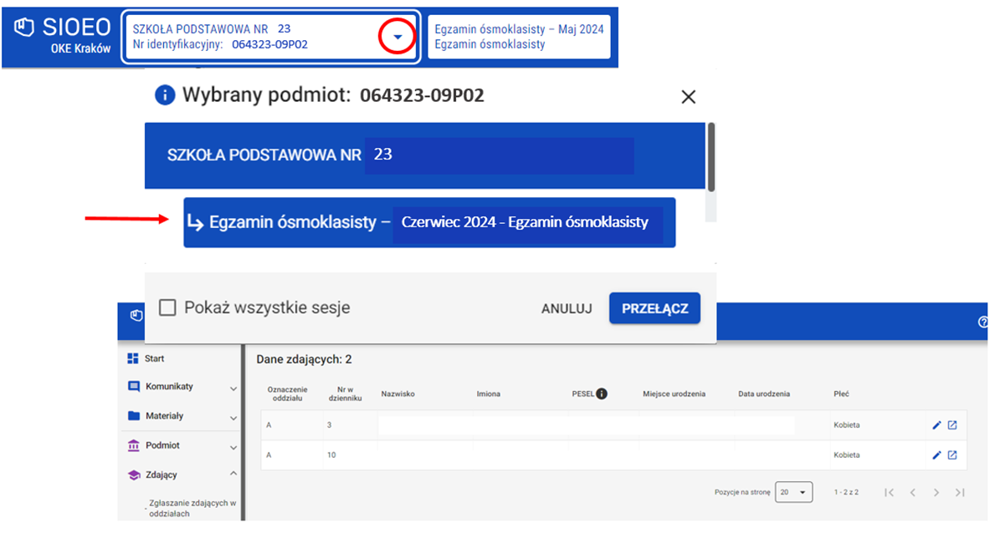 SIOEO
OKE Kraków
SZKOŁA PODSTAWOWA NR 23
Nr identyfikacyjny: 064323-09P02
Egzamin ósmoklasisty – Maj 2024
Egzamin ósmoklasisty
Wybrany podmiot: 064323-09P02
SZKOŁA PODSTAWOWA NR 23
Egzamin ósmoklasisty – Czerwiec 2024 - Egzamin ósmoklasisty
Pokaż wszystkie sesje
ANULUJ
PRZEŁĄCZ
Start
Komunikaty
Materiały
Podmiot
Zdający
- Zgłaszanie zdających w
oddziałach
Dane zdających: 2
Oznaczenie oddziału Nr w dzienniku Nazwisko Imiona PESEL Miejsce urodzenia Data urodzenia Płeć
A 3 Kobieta
A 10 Kobieta
Pozycje na stronę 20 1 - 2 z 2